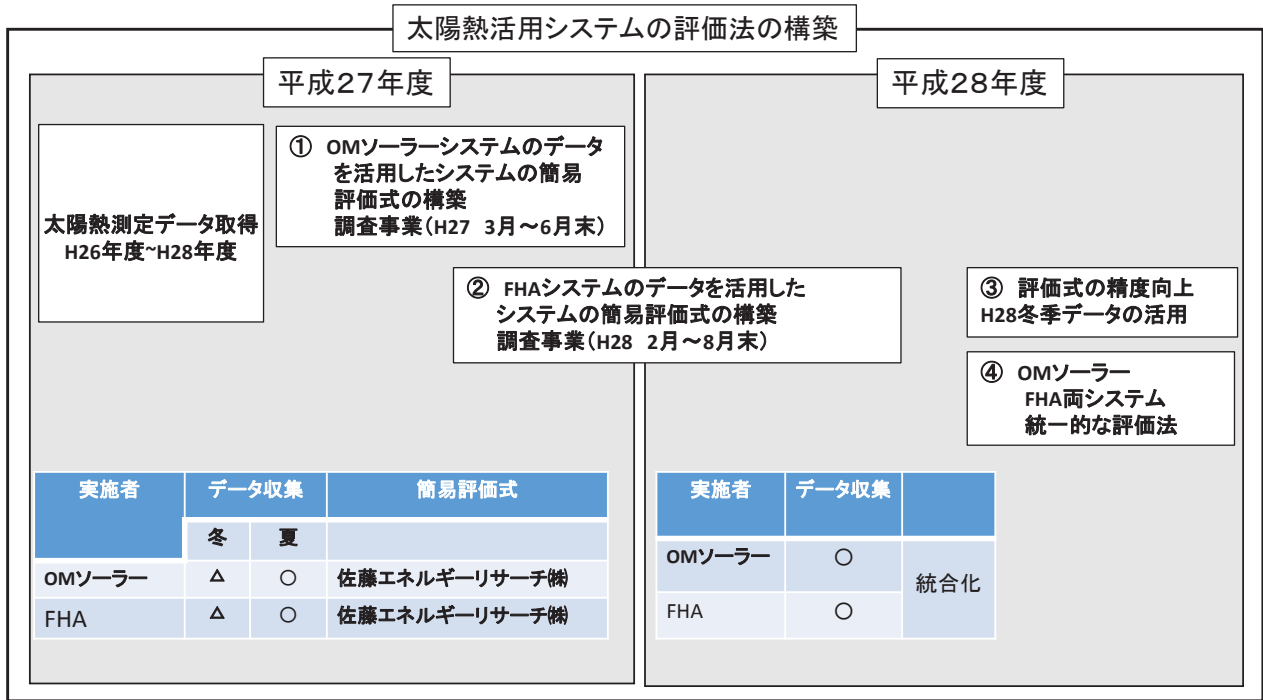 太陽熱活用システムの評価法の構築
平成27年度
太陽熱測定データ取得
H26年度~H28年度
① OMソーラーシステムのデータ
を活用したシステムの簡易
評価式の構築
調査事業(H27 3月～6月末)
② FHAシステムのデータを活用した
システムの簡易評価式の構築
調査事業(H28 2月～8月末)
実施者 データ収集 簡易評価式
冬 夏
OMソーラー △ ○ 佐藤エネルギーリサーチ㈱
FHA △ ○ 佐藤エネルギーリサーチ㈱
平成28年度
③ 評価式の精度向上
H28冬季データの活用
④ OMソーラー
FHA両システム
統一的な評価法
実施者 データ収集
OMソーラー ○
統合化
FHA ○